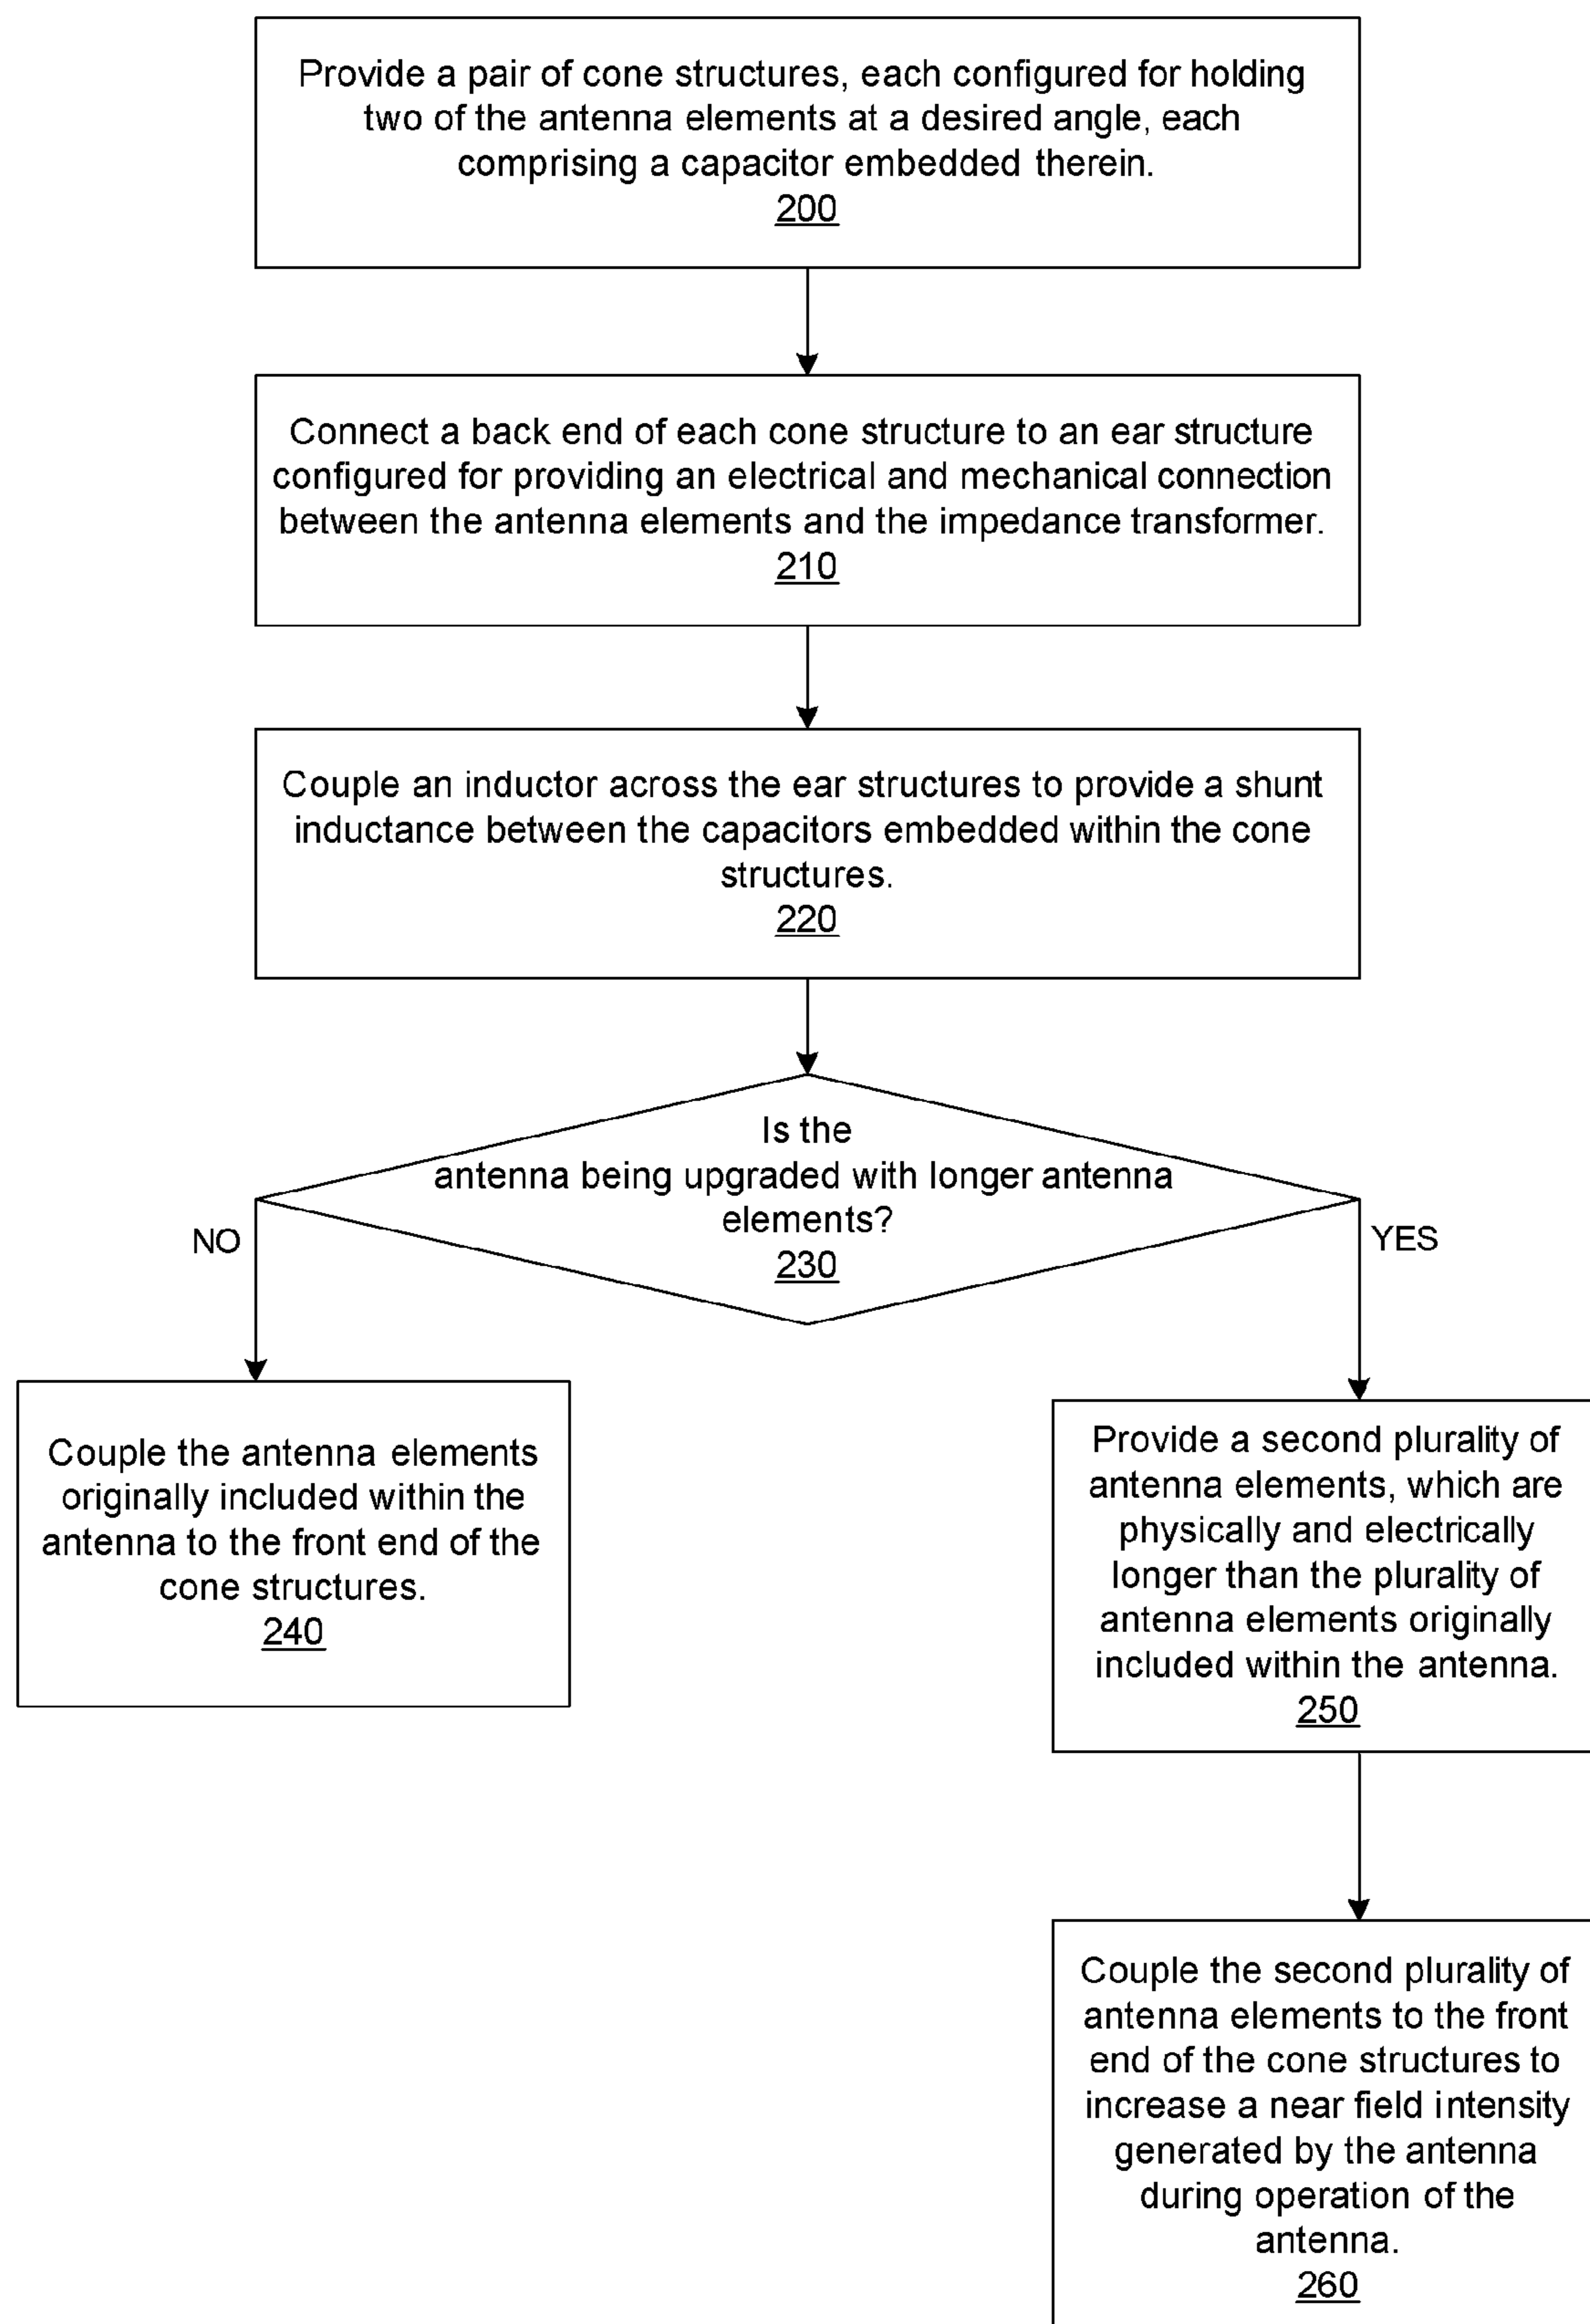 Provide a pair of cone structures, each configured for holding
two of the antenna elements at a desired angle, each
comprising a capacitor embedded therein.
200
Connect a back end of each cone structure to an ear structure
configured for providing an electrical and mechanical connection
between the antenna elements and the impedance transformer.
210
Couple an inductor across the ear structures to provide a shunt
inductance between the capacitors embedded within the cone
structures.
220
Is the
antenna being upgraded with longer antenna
elements?
230
NO
YES
Couple the antenna elements
originally included within the
antenna to the front end of the
cone structures.
240
Provide a second plurality of
antenna elements, which are
physically and electrically
longer than the plurality of
antenna elements originally
included within the antenna.
250
Couple the second plurality of
antenna elements to the front
end of the cone structures to
increase a near field intensity
generated by the antenna
during operation of the
antenna.
260